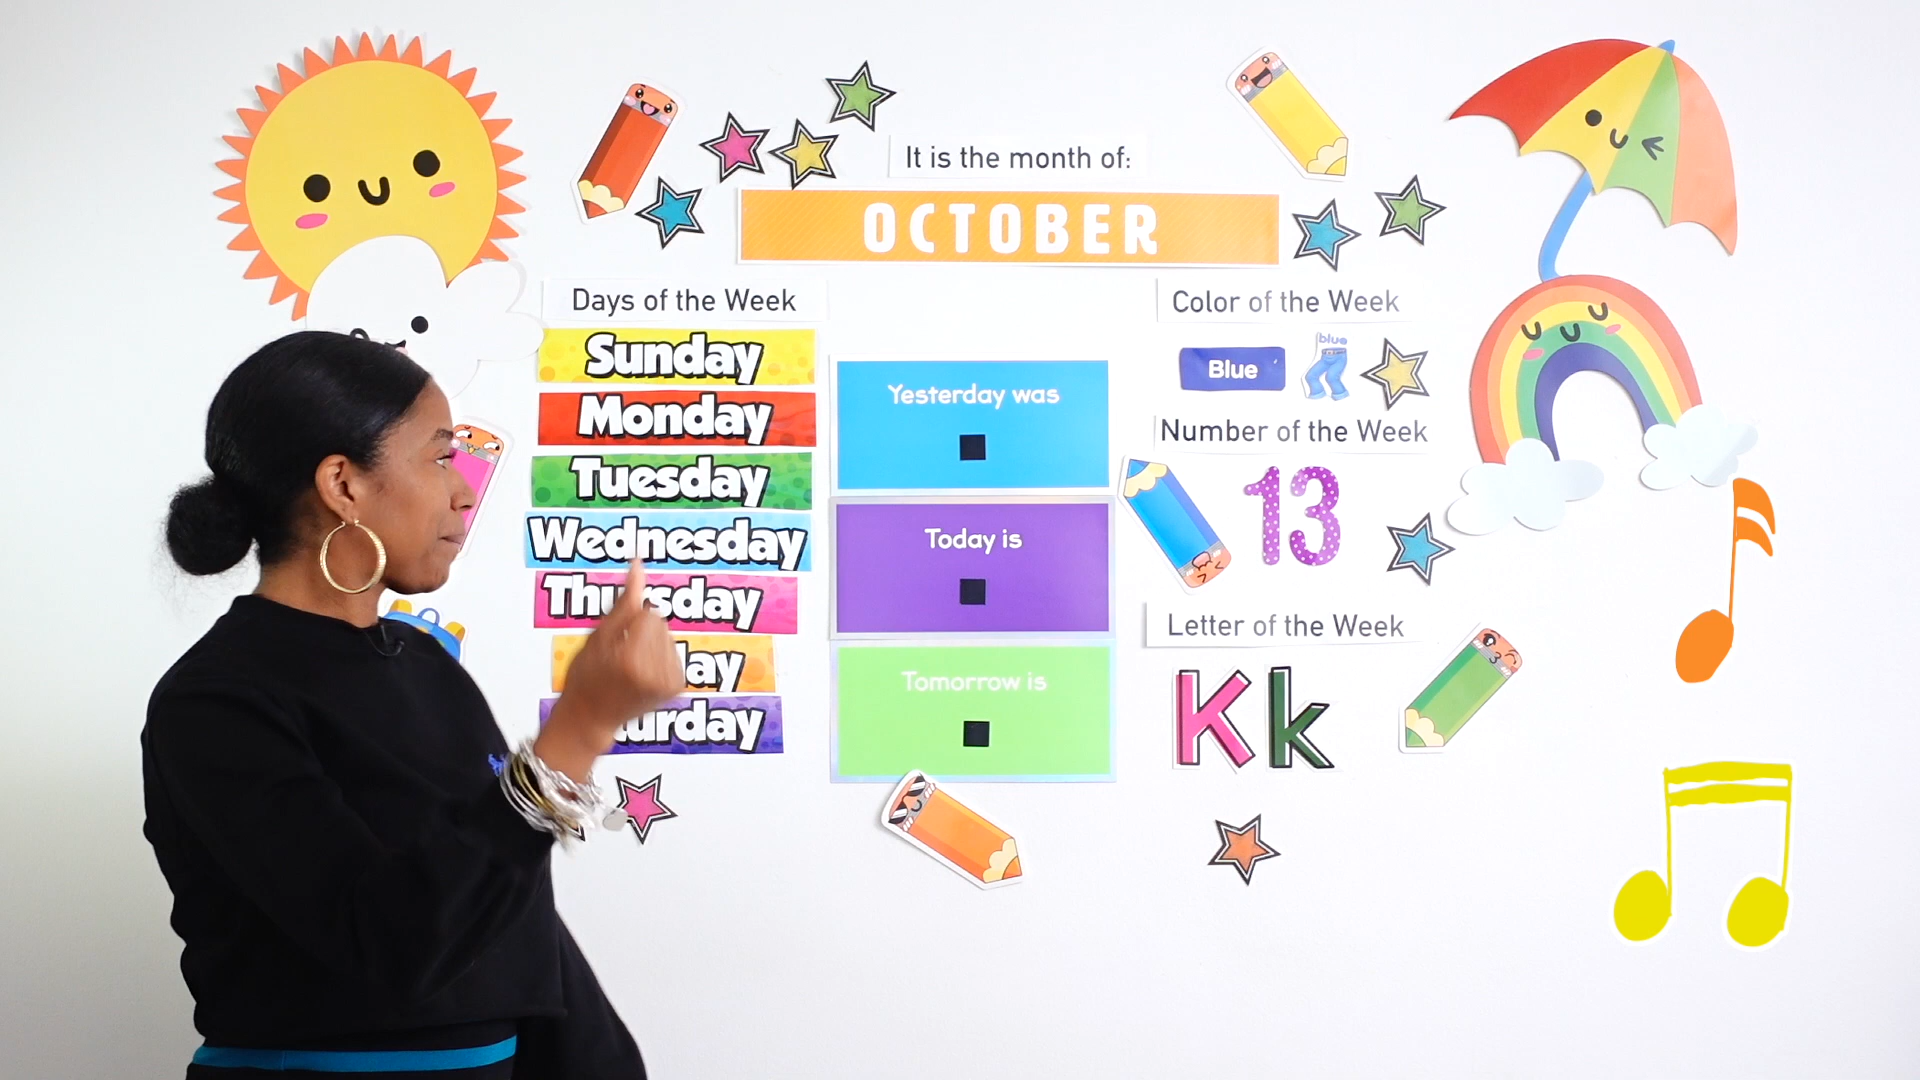 It is the month of:
OCTOBER
Days of the Week
Sunday
Monday
Tuesday
Wednesday
Thursday
Yesterday was
Today is
Tomorrow is
Color of the Week
Blue
blue
Number of the Week
13
Letter of the Week
Kk